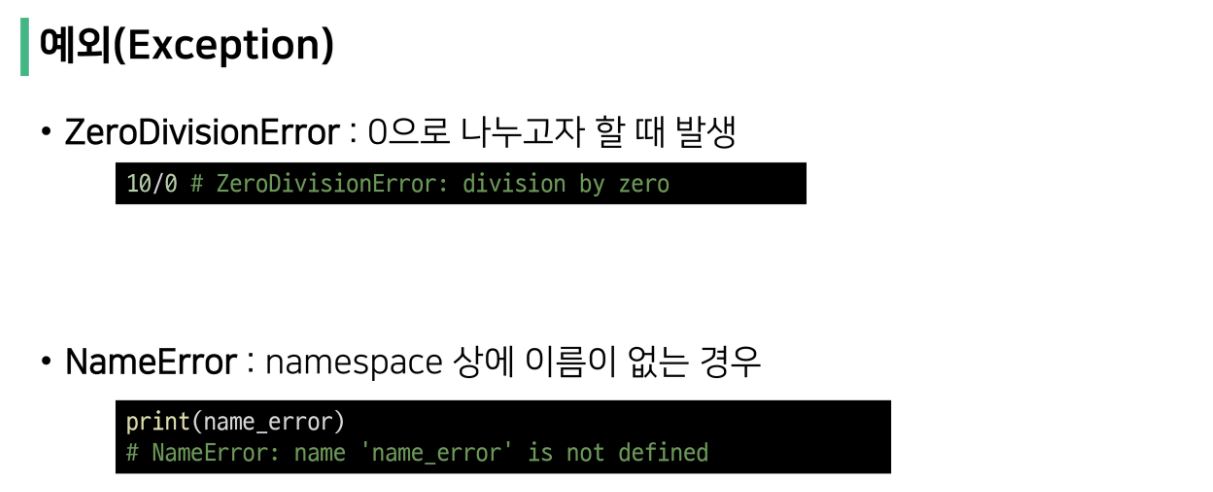 예외(Exception)
• ZeroDivisionError : 0으로 나누고자 할 때 발생
10/0 # ZeroDivisionError: division by zero
• NameError : namespace 상에 이름이 없는 경우
print(name_error)
# NameError: name 'name_error' is not defined